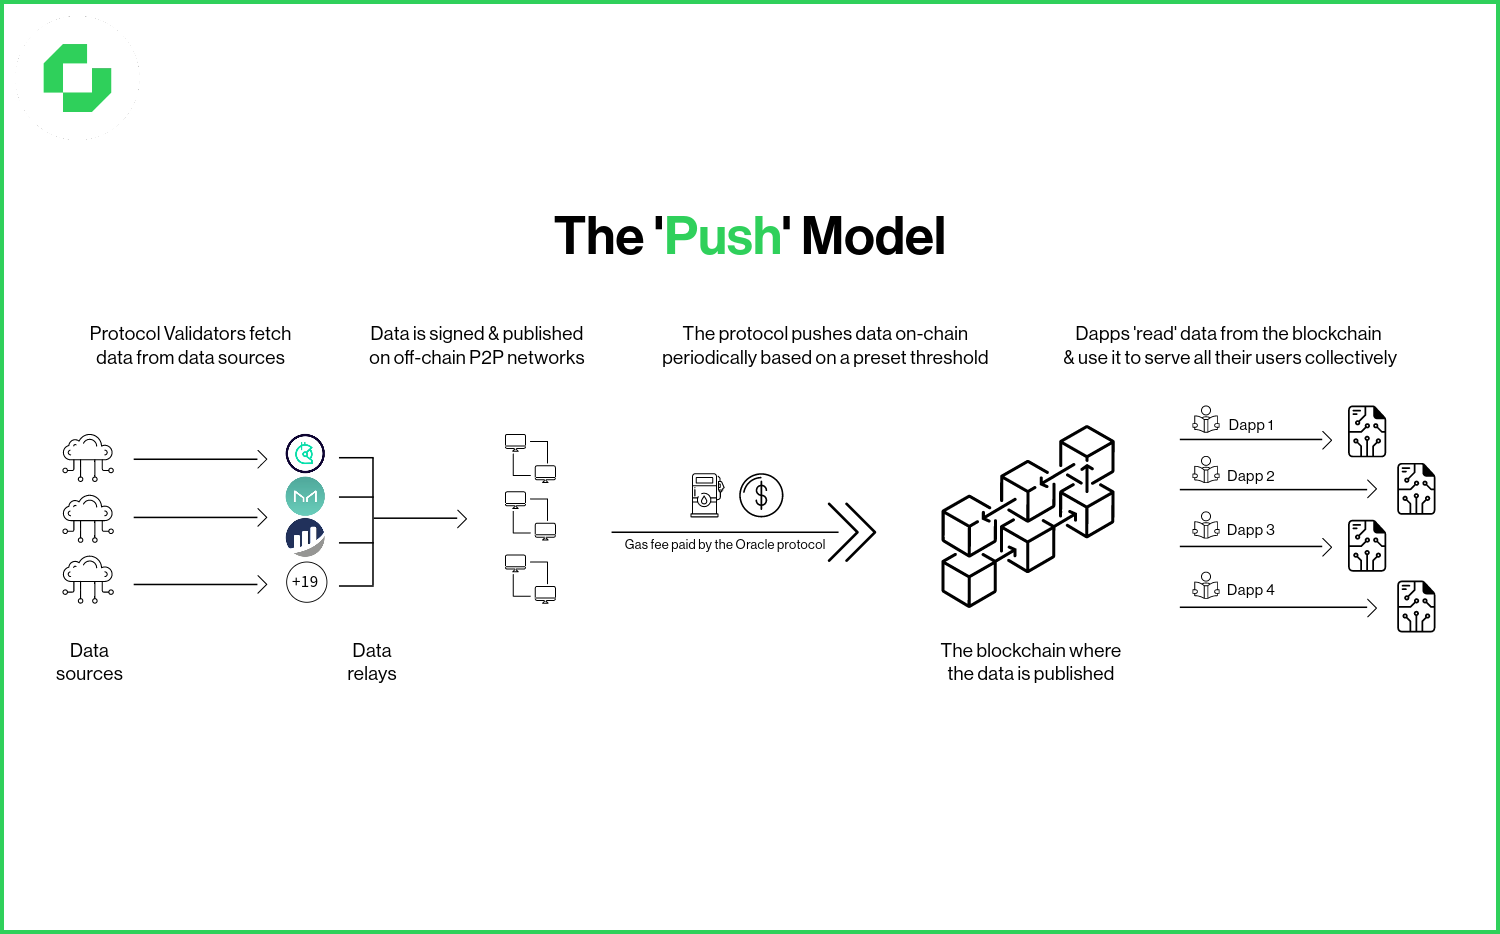 The 'Push' Model
Protocol Validators fetch
data from data sources
Data is signed & published
on off-chain P2P networks
The protocol pushes data on-chain
periodically based on a preset threshold
Dapps 'read' data from the blockchain
& use it to serve all their users collectively
+19
$
Gas fee paid by the Oracle protocol
Dapp 1
Dapp 2
Dapp 3
Dapp 4
Data
sources
Data
relays
The blockchain where
the data is published